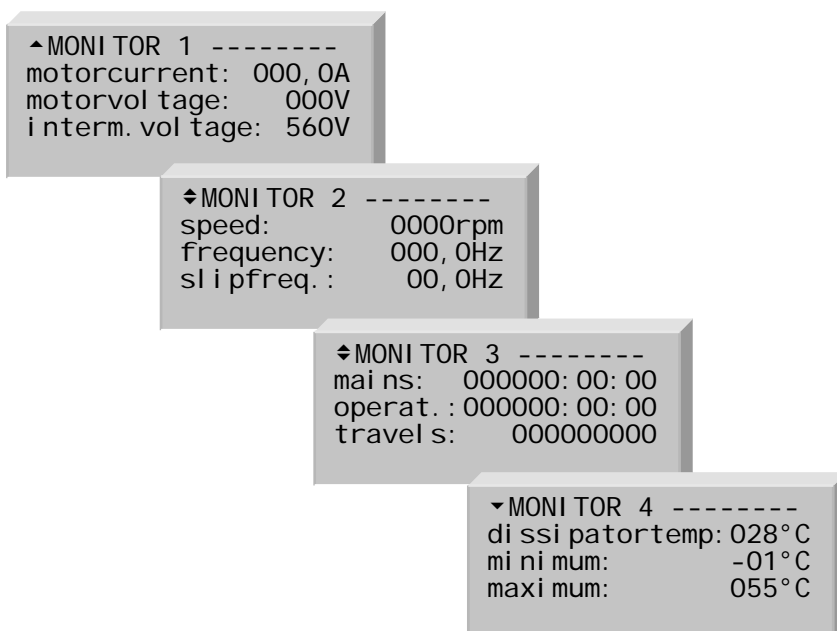 MONITOR 1 --------
motorcurrent: 000,0A
motorvoltage: 000V
interm.voltage: 560V
MONITOR 2 --------
speed: 0000rpm
frequency: 000,0Hz
slipfreq.: 00,0Hz
MONITOR 3 --------
mains: 000000:00:00
operat.:000000:00:00
travels: 000000000
MONITOR 4 --------
dissipatortemp:028°C
minimum: -01°C
maximum: 055°C